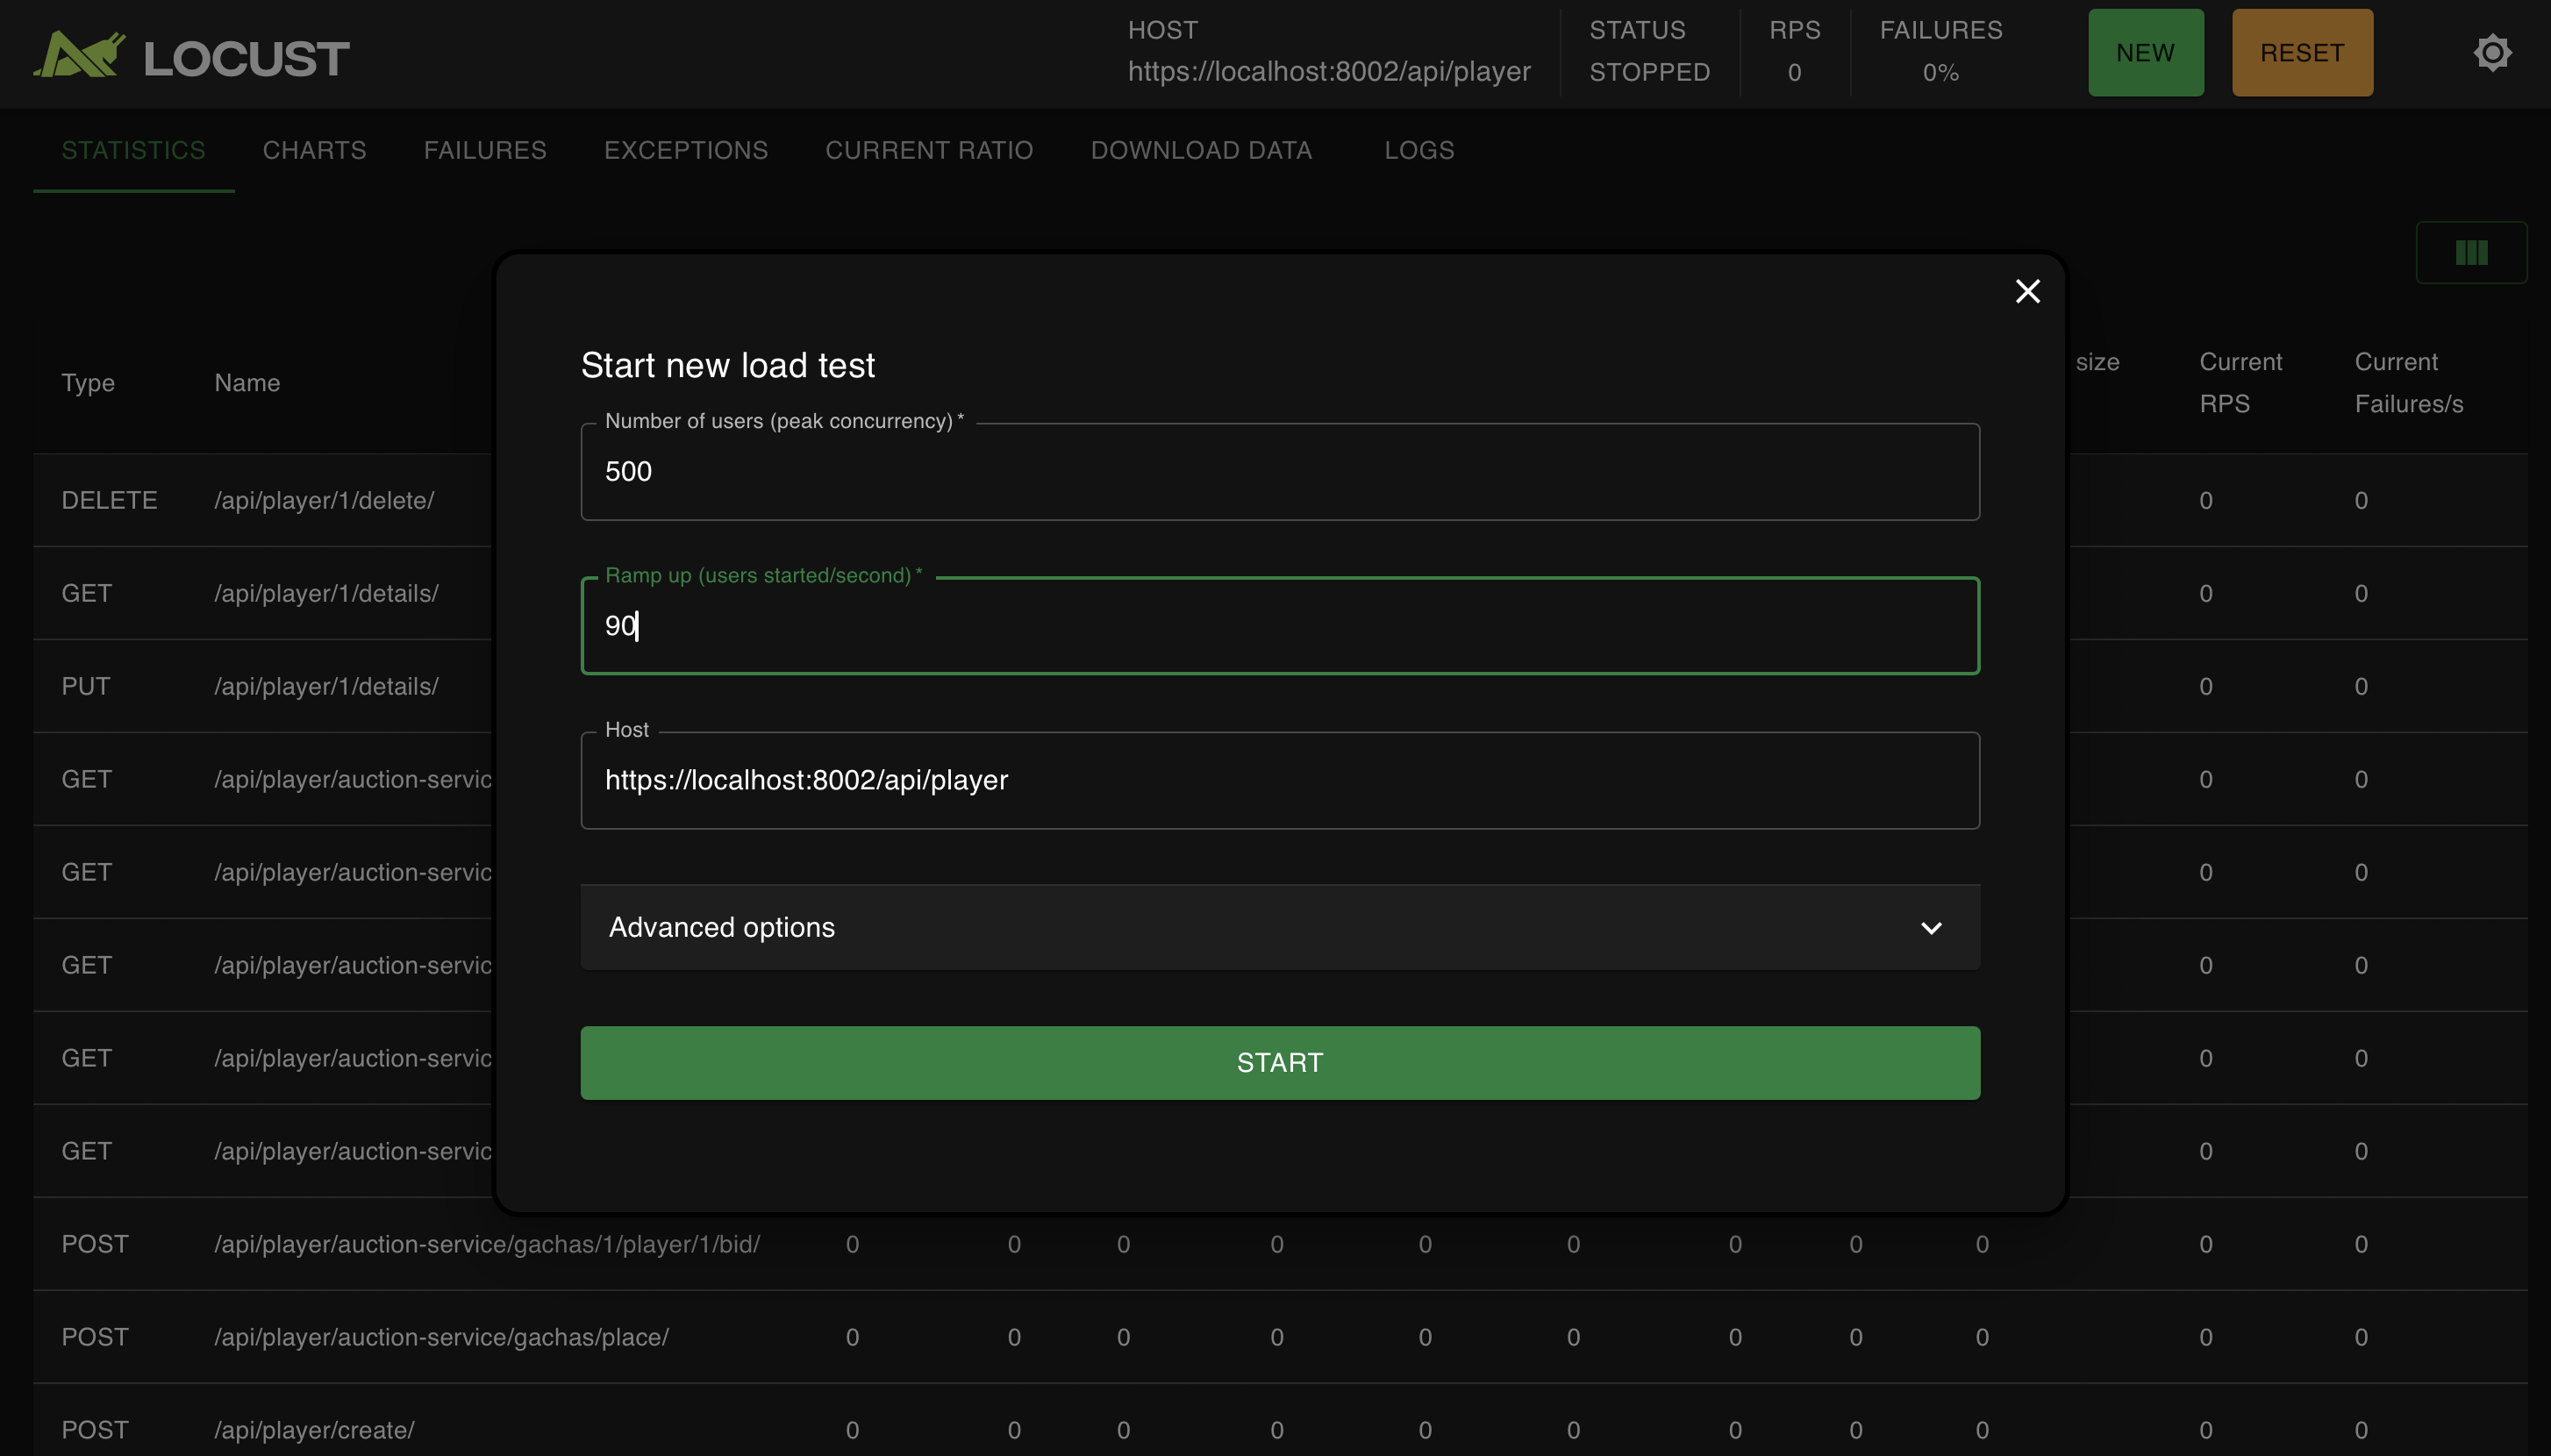 LOCUST
HOST
https://localhost:8002/api/player
STATUS
STOPPED
RPS
0
FAILURES
0%
NEW
RESET
STATISTICS CHARTS FAILURES EXCEPTIONS CURRENT RATIO DOWNLOAD DATA LOGS
Start new load test
Number of users (peak concurrency) *
500
Ramp up (users started/second) *
90
Host
https://localhost:8002/api/player
Advanced options
START
Type Name size Current RPS Current Failures/s
DELETE /api/player/1/delete/ 0 0
GET /api/player/1/details/ 0 0
PUT /api/player/1/details/ 0 0
GET /api/player/auction-servic 0 0
GET /api/player/auction-servic 0 0
GET /api/player/auction-servic 0 0
GET /api/player/auction-servic 0 0
GET /api/player/auction-servic 0 0
POST /api/player/auction-service/gachas/1/player/1/bid/ 0 0 0 0 0 0 0 0 0 0 0
POST /api/player/auction-service/gachas/place/ 0 0 0 0 0 0 0 0 0 0 0
POST /api/player/create/ 0 0 0 0 0 0 0 0 0 0 0